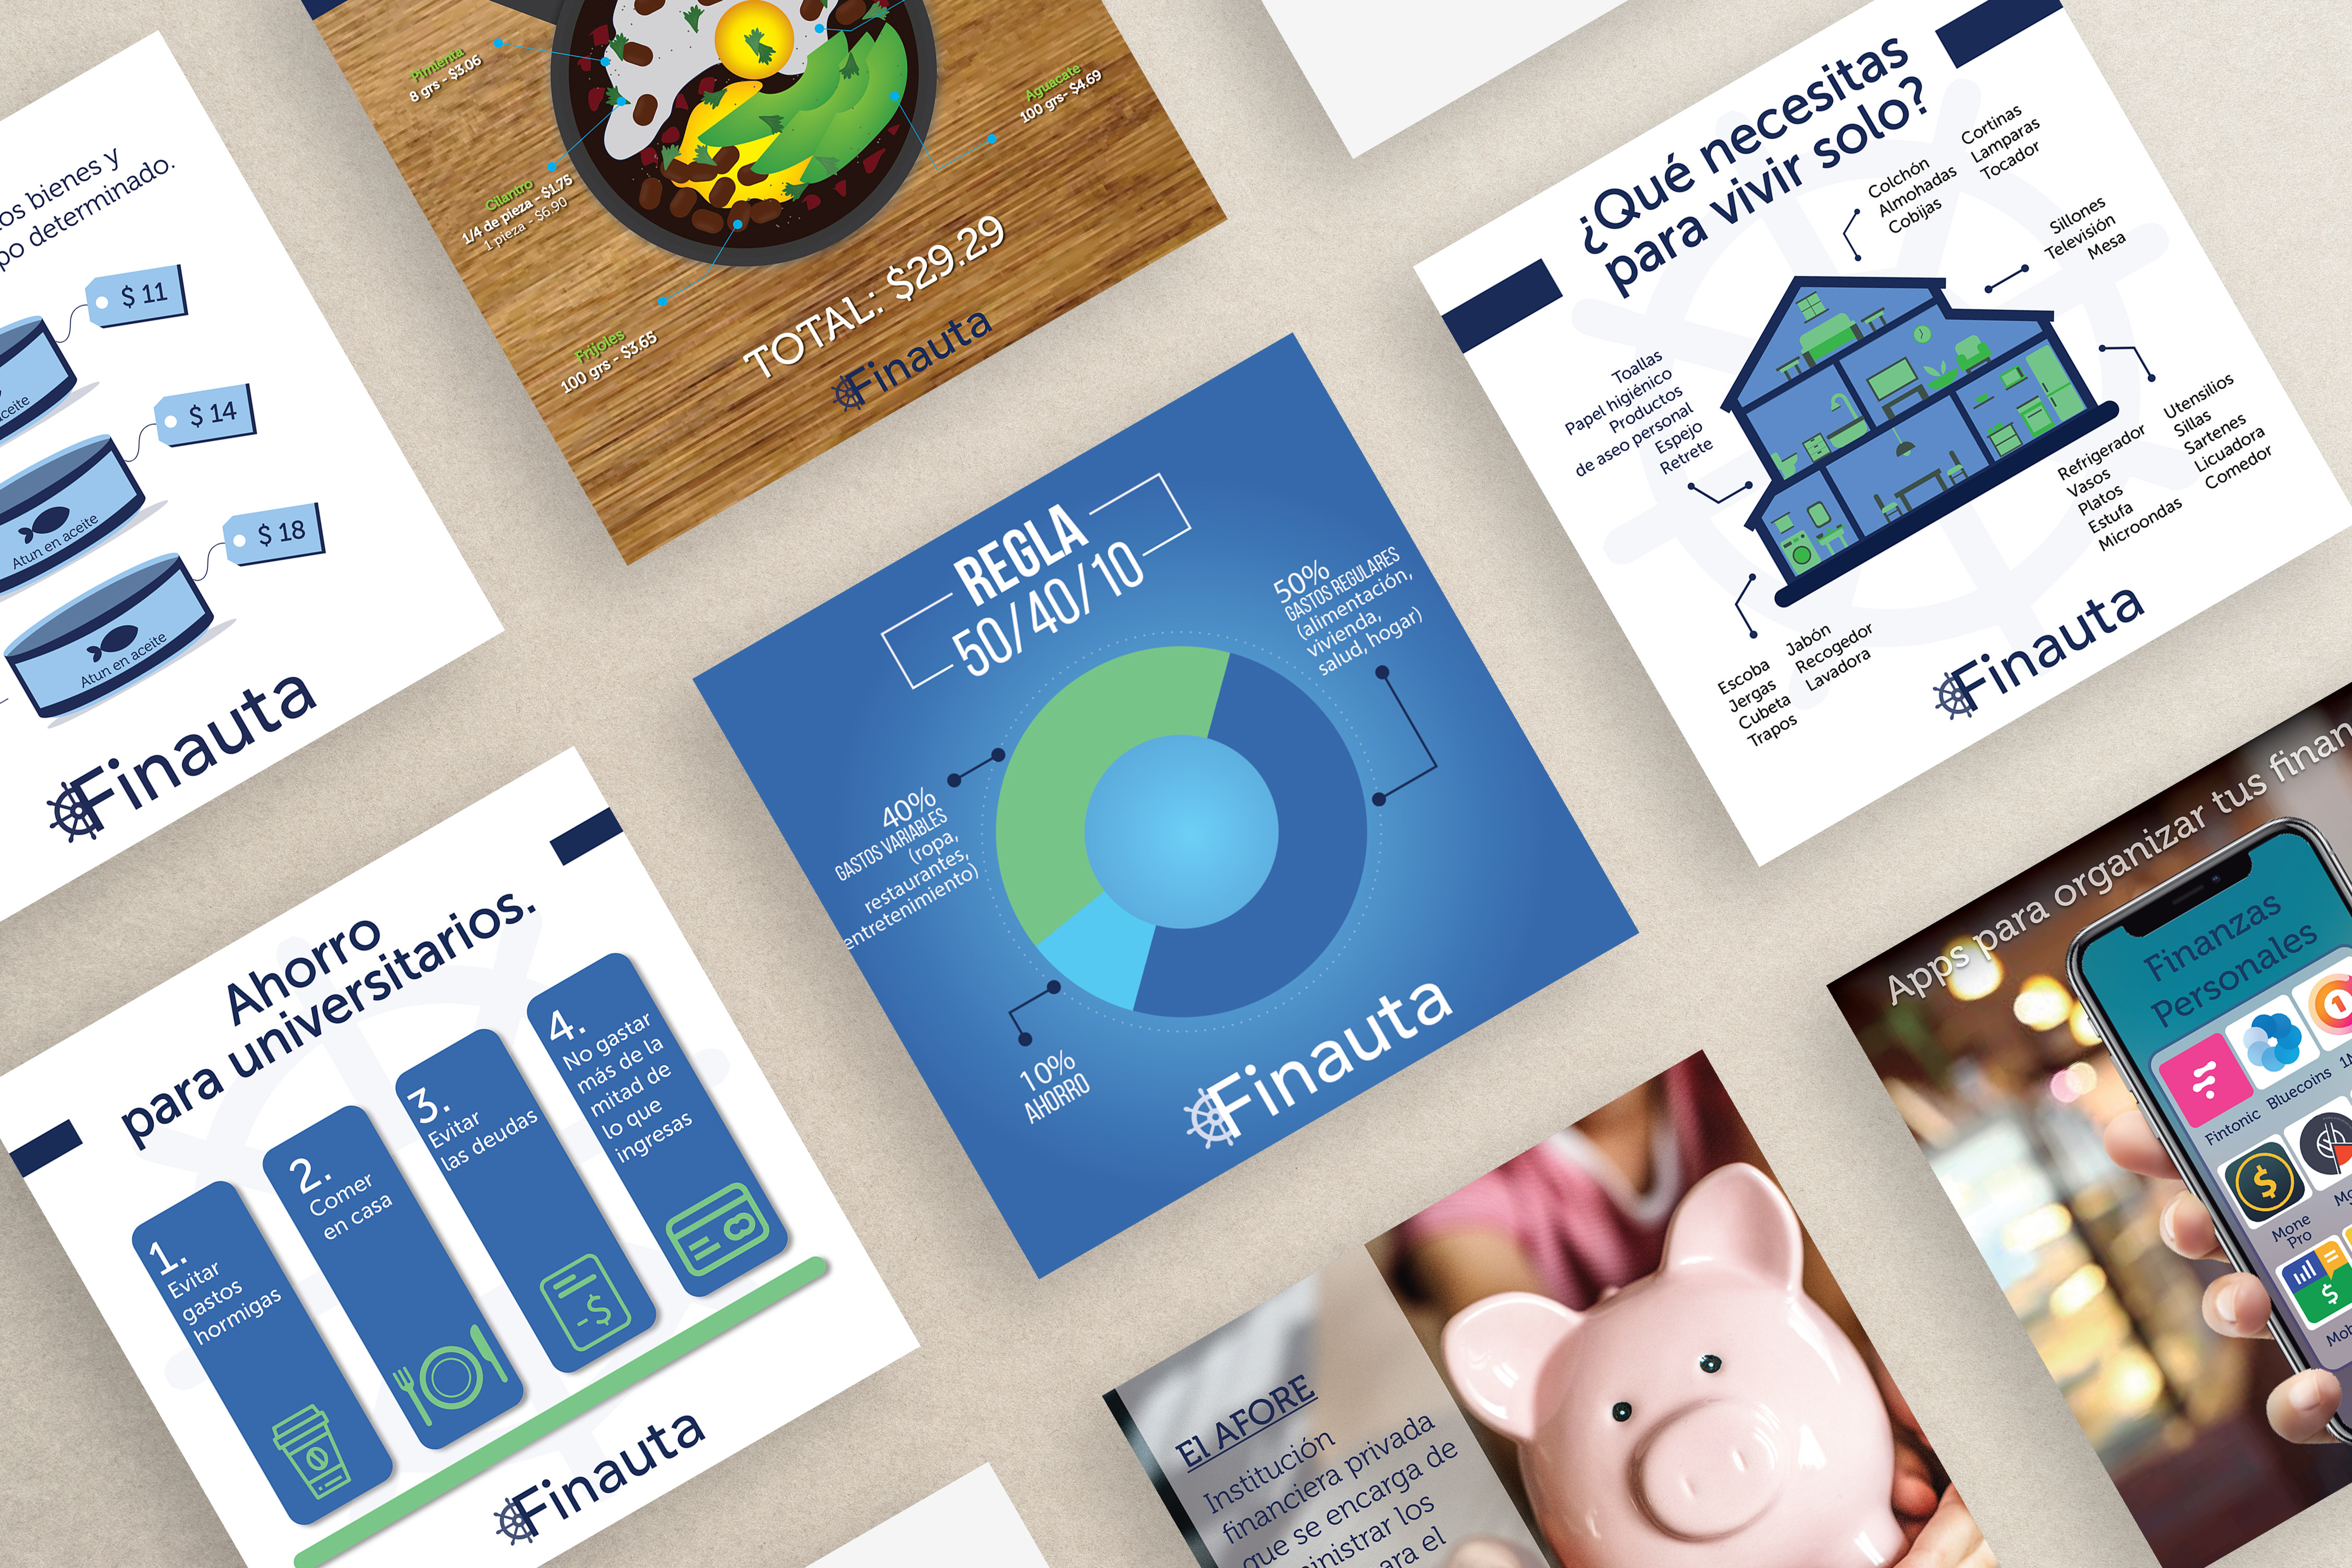 os bienes y
po determinado.
$ 11
$ 14
$ 18
aceite
Atun en aceite
Atun en aceite
Finauta
Pimienta
8 grs - $3.06
Cilantro
1/4 de pieza - $1.75
1 pieza - $6.90
Frijoles
100 grs - $3.65
Aguacate
100 grs- $4.69
TOTAL: $29.29
Finauta
¿Qué necesitas
para vivir solo?
Colchón
Almohadas
Cobijas
Cortinas
Lamparas
Tocador
Sillones
Televisión
Mesa
Toallas
Papel higiénico
Productos
de aseo personal
Espejo
Retrete
Refrigerador
Vasos
Platos
Estufa
Microondas
Utensilios
Sillas
Sartenes
Licuadora
Comedor
Escoba
Jergas
Cubeta
Trapos
Jabón
Recogedor
Lavadora
Finauta
REGLA
50/40/10
50%
GASTOS REGULARES
(alimentación,
vivienda,
salud, hogar)
40%
GASTOS VARIABLES
(ropa,
restaurantes,
entretenimiento)
10%
AHORRO
Finauta
Ahorro
para universitarios.
1.
Evitar
gastos
hormigas
2.
Comer
en casa
3.
Evitar
las deudas
4.
No gastar
más de la
mitad de
lo que
ingresas
Finauta
El AFORE
Institución
financiera privada
que se encarga de
ministrar los
ara el
Apps para organizar tus finan
Finanzas
Personales
Fintonic
Bluecoins
Mone
Pro